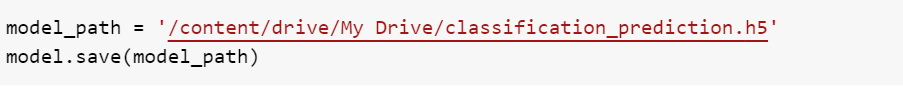 model_path = '/content/drive/My Drive/classification_prediction.h5'
model.save(model_path)